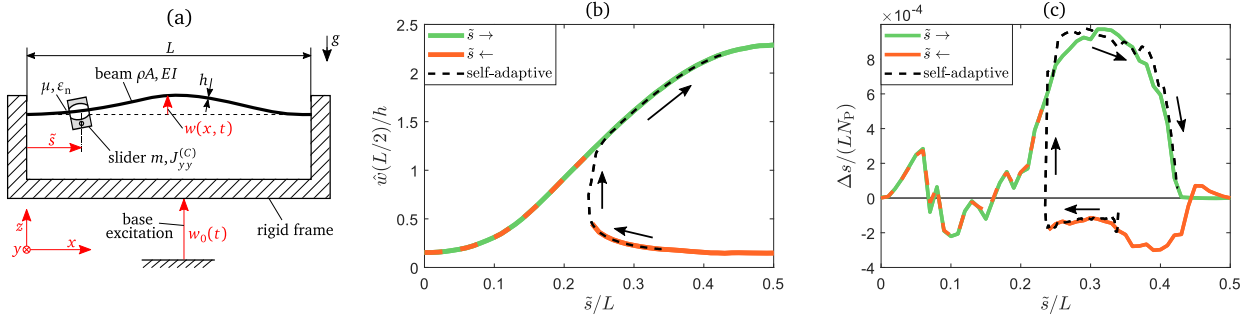 (a)
L
g
beam ρA, EI
h
μ, εₙ
w(x, t)
s̃
slider m, J_yy^(C)
base
excitation
w₀(t)
rigid frame
z
y
x
(b)
s̃ →
s̃ ←
self-adaptive
ŵ(L/2)/h
2.5
2
1.5
1
0.5
0
0
0.1
0.2
0.3
0.4
0.5
s̃/L
(c)
×10⁻⁴
s̃ →
s̃ ←
self-adaptive
Δs/(LN_P)
8
6
4
2
0
-2
-4
0
0.1
0.2
0.3
0.4
0.5
s̃/L